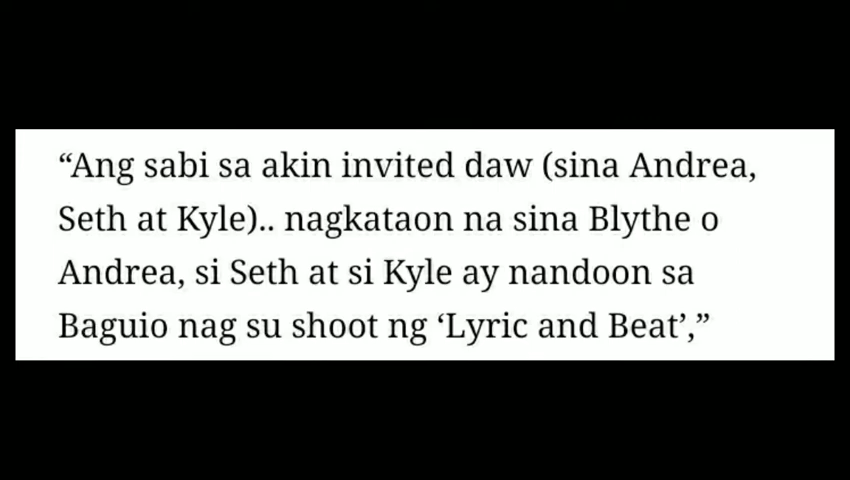 “Ang sabi sa akin invited daw (sina Andrea,
Seth at Kyle).. nagkataon na sina Blythe o
Andrea, si Seth at si Kyle ay nandoon sa
Baguio nag su shoot ng ‘Lyric and Beat’,”